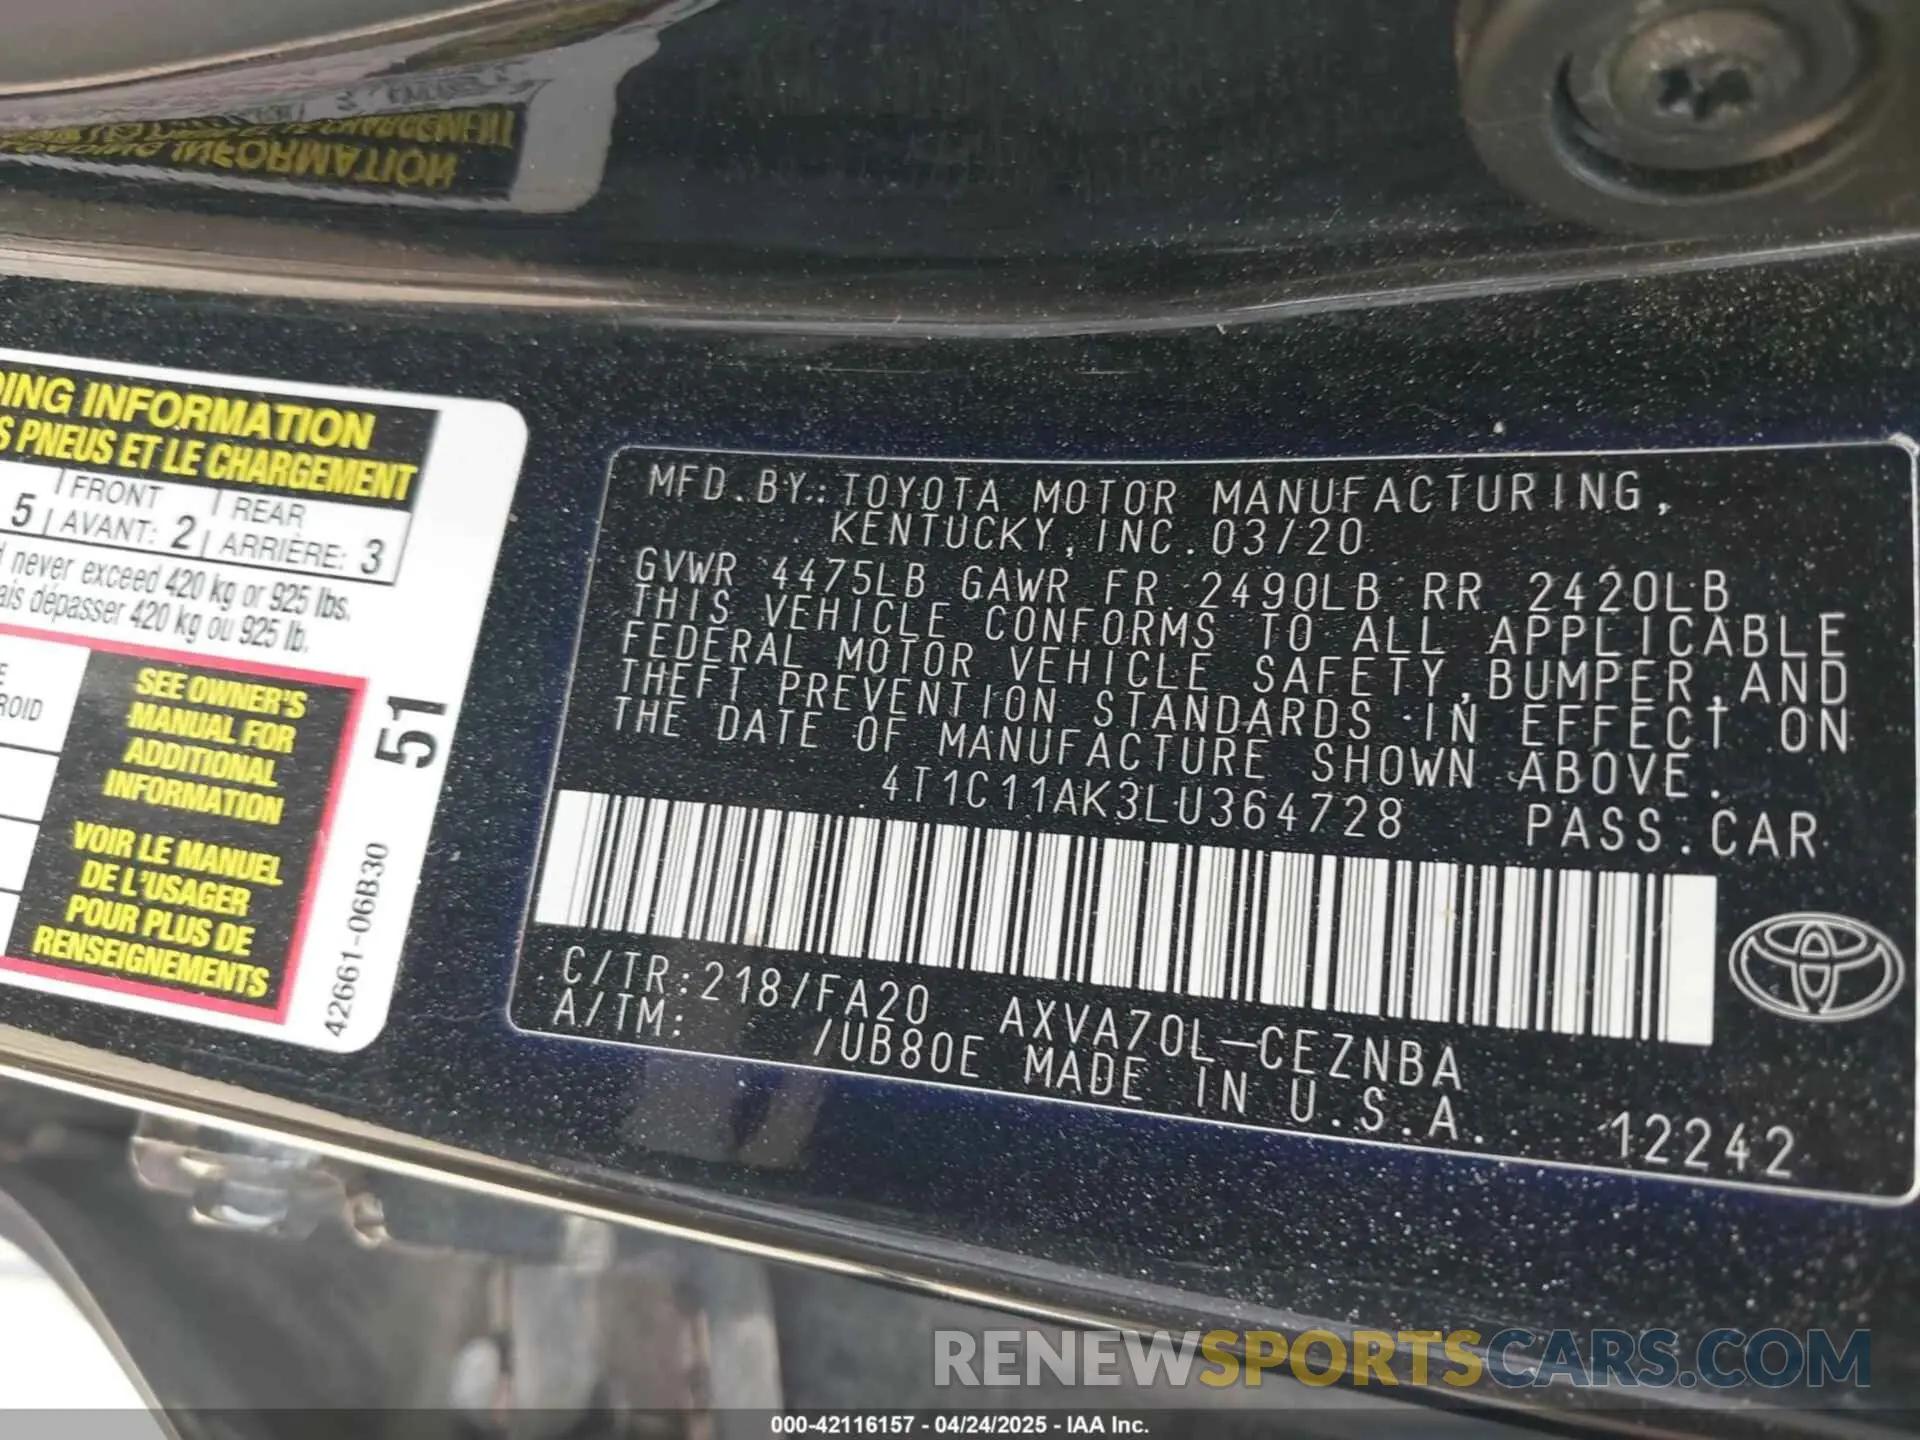 LOADING INFORMATION
DING INFORMATION
S PNEUS ET LE CHARGEMENT
5 | FRONT AVANT: 2 | REAR ARRIÈRE: 3
never exceed 420 kg or 925 lbs.
ais dépasser 420 kg ou 925 lb.
ROID
SEE OWNER'S
MANUAL FOR
ADDITIONAL
INFORMATION
VOIR LE MANUEL
DE L'USAGER
POUR PLUS DE
RENSEIGNEMENTS
51
42661-06B30
MFD.BY:TOYOTA MOTOR MANUFACTURING,
KENTUCKY,INC.03/20
GVWR 4475LB GAWR FR 2490LB RR 2420LB
THIS VEHICLE CONFORMS TO ALL APPLICABLE
FEDERAL MOTOR VEHICLE SAFETY,BUMPER,AND
THEFT PREVENTION STANDARDS IN EFFECT ON
THE DATE OF MANUFACTURE SHOWN ABOVE.
4T1C11AK3LU364728 PASS.CAR
C/TR:218/FA20 AXVA70L-CEZNBA
A/TM: /UB80E MADE IN U.S.A.
12242
RENEWSPORTSCARS.COM
000-42116157 - 04/24/2025 - IAA Inc.